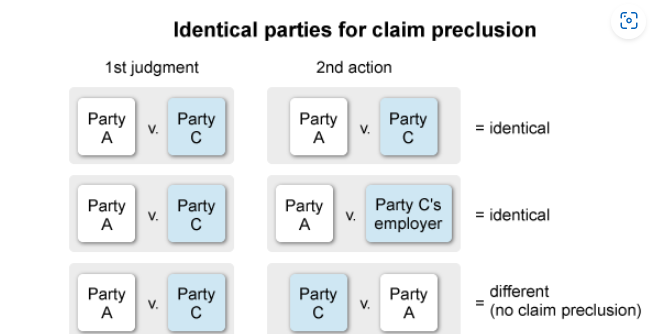 Identical parties for claim preclusion
1st judgment
2nd action
Party
A
v.
Party
C
Party
A
v.
Party
C
= identical
Party
A
v.
Party
C
Party
A
v.
Party C's
employer
= identical
Party
A
v.
Party
C
Party
C
v.
Party
A
= different
(no claim preclusion)